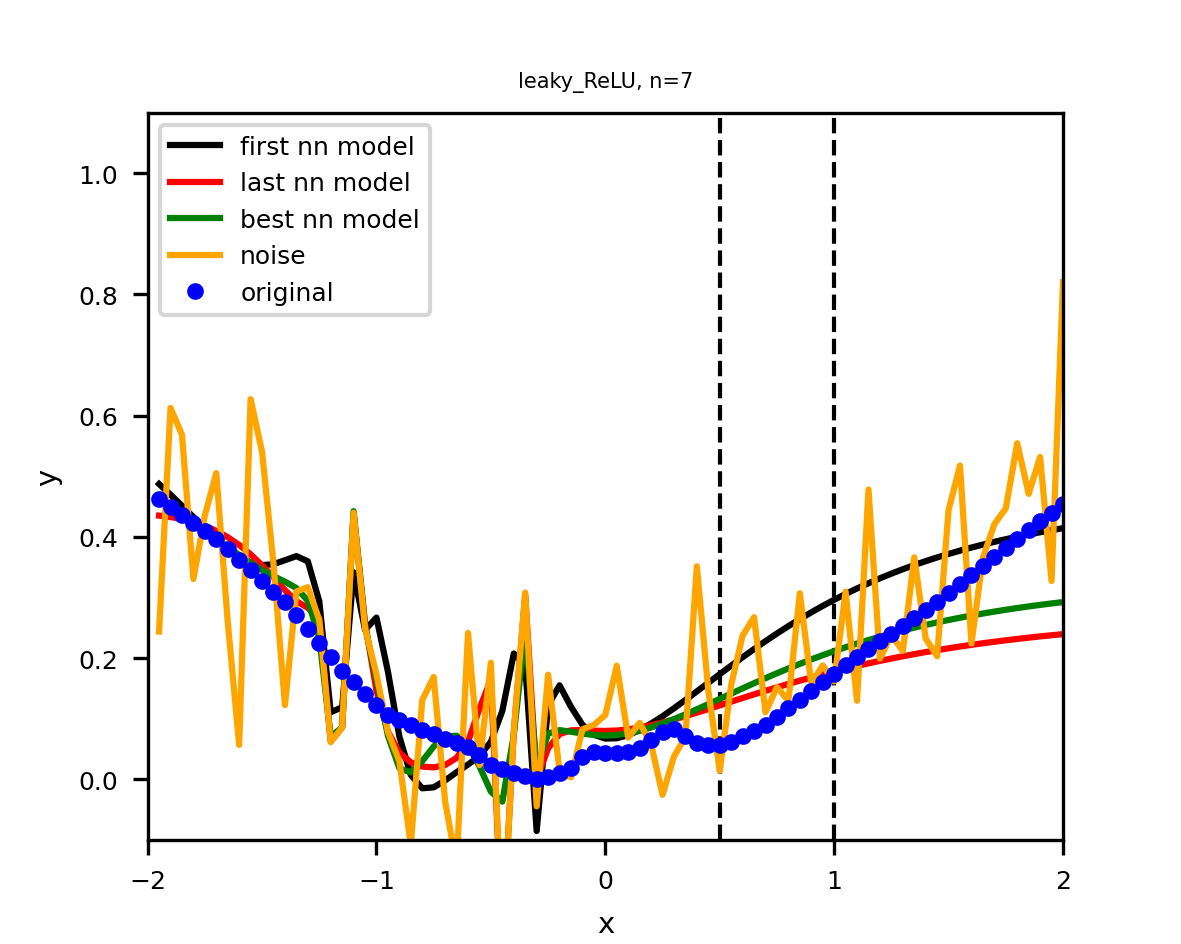 leaky_ReLU, n=7
first nn model
last nn model
best nn model
noise
original
1.0
0.8
0.6
0.4
0.2
0.0
y
−2
−1
0
1
2
x